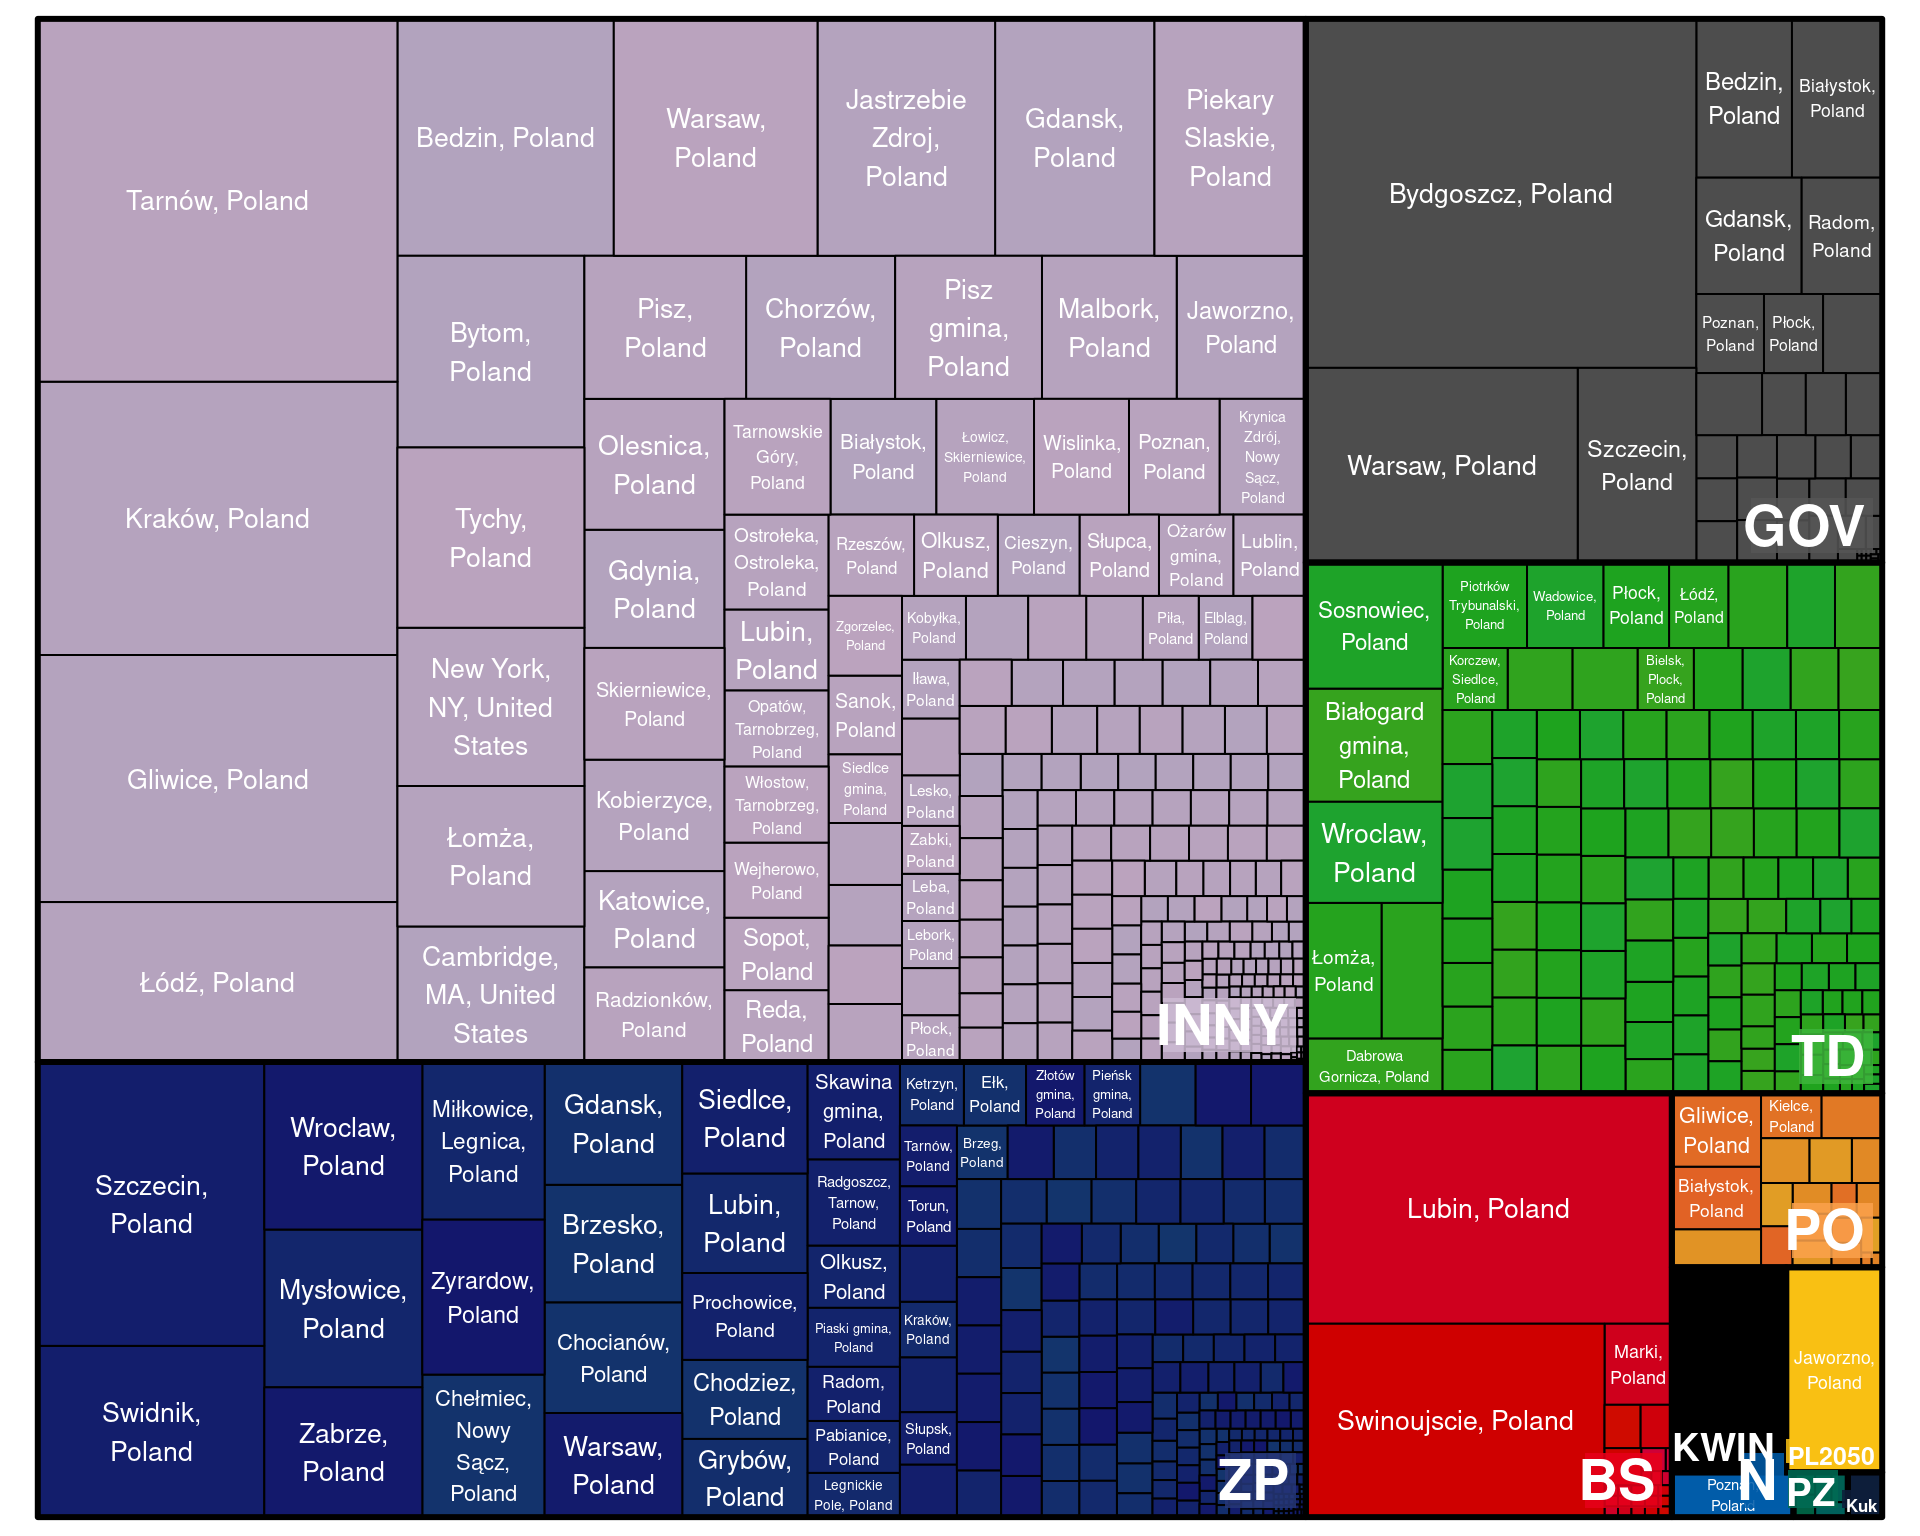 Tarnów, Poland
Kraków, Poland
Gliwice, Poland
Łódź, Poland
Bedzin, Poland
Warsaw,
Poland
Jastrzebie
Zdroj,
Poland
Gdansk,
Poland
Piekary
Slaskie,
Poland
Bytom,
Poland
Tychy,
Poland
New York,
NY, United
States
Łomża,
Poland
Cambridge,
MA, United
States
Pisz,
Poland
Chorzów,
Poland
Pisz
gmina,
Poland
Malbork,
Poland
Jaworzno,
Poland
Olesnica,
Poland
Gdynia,
Poland
Skierniewice,
Poland
Kobierzyce,
Poland
Katowice,
Poland
Radzionków,
Poland
Tarnowskie
Góry,
Poland
Białystok,
Poland
Łowicz,
Skierniewice,
Poland
Wislinka,
Poland
Poznan,
Poland
Krynica
Zdrój,
Nowy
Sącz,
Poland
Ostrołeka,
Ostroleka,
Poland
Lubin,
Poland
Opatów,
Tarnobrzeg,
Poland
Włostow,
Tarnobrzeg,
Poland
Wejherowo,
Poland
Sopot,
Poland
Reda,
Poland
Rzeszów,
Poland
Olkusz,
Poland
Cieszyn,
Poland
Słupca,
Poland
Ożarów
gmina,
Poland
Lublin,
Poland
Zgorzelec,
Poland
Sanok,
Poland
Siedlce
gmina,
Poland
Kobyłka,
Poland
Piła,
Poland
Elblag,
Poland
Iława,
Poland
Lesko,
Poland
Zabki,
Poland
Leba,
Poland
Lebork,
Poland
Płock,
Poland
INNY
Bydgoszcz, Poland
Warsaw, Poland
Szczecin,
Poland
Bedzin,
Poland
Białystok,
Poland
Gdansk,
Poland
Radom,
Poland
Poznan,
Poland
Płock,
Poland
GOV
Sosnowiec,
Poland
Białogard
gmina,
Poland
Wroclaw,
Poland
Łomża,
Poland
Dabrowa
Gornicza, Poland
Piotrków
Trybunalski,
Poland
Wadowice,
Poland
Płock,
Poland
Łódź,
Poland
Korczew,
Siedlce,
Poland
Bielsk,
Plock,
Poland
TD
Szczecin,
Poland
Swidnik,
Poland
Wroclaw,
Poland
Mysłowice,
Poland
Zabrze,
Poland
Miłkowice,
Legnica,
Poland
Zyrardow,
Poland
Chełmiec,
Nowy
Sącz,
Poland
Gdansk,
Poland
Brzesko,
Poland
Chocianów,
Poland
Warsaw,
Poland
Siedlce,
Poland
Lubin,
Poland
Prochowice,
Poland
Chodziez,
Poland
Grybów,
Poland
Skawina
gmina,
Poland
Radgoszcz,
Tarnow,
Poland
Olkusz,
Poland
Piaski gmina,
Poland
Radom,
Poland
Pabianice,
Poland
Legnickie
Pole, Poland
Ketrzyn,
Poland
Ełk,
Poland
Złotów
gmina,
Poland
Pieńsk
gmina,
Poland
Tarnów,
Poland
Brzeg,
Poland
Torun,
Poland
Kraków,
Poland
Słupsk,
Poland
ZP
Lubin, Poland
Swinoujscie, Poland
Marki,
Poland
BS
Gliwice,
Poland
Kielce,
Poland
Białystok,
Poland
PO
KWIN
Jaworzno,
Poland
PL2050
Poznan,
Poland
N
PZ
Kuk